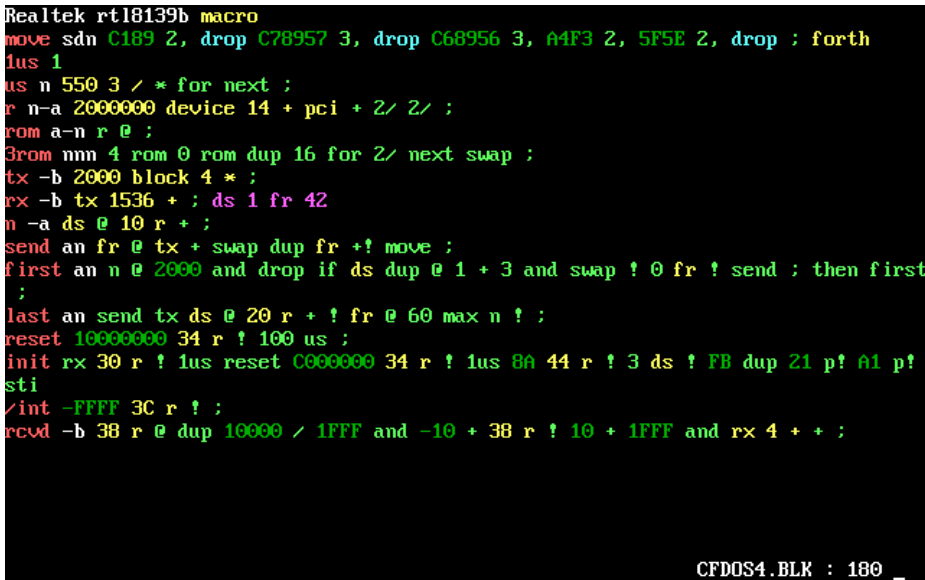 Realtek rtl8139b macro
move sdn C189 2, drop C78957 3, drop C68956 3, A4F3 2, 5F5E 2, drop ; forth
1us 1
us n 550 3 / * for next ;
r n-a 2000000 device 14 + pci + 2/ 2/ ;
rom a-n r @ ;
3rom nnn 4 rom 0 rom dup 16 for 2/ next swap ;
tx -b 2000 block 4 * ;
rx -b tx 1536 + ; ds 1 fr 42
n -a ds @ 10 r + ;
send an fr @ tx + swap dup fr +! move ;
first an n @ 2000 and drop if ds dup @ 1 + 3 and swap ! 0 fr ! send ; then first
;
last an send tx ds @ 20 r + ! fr @ 60 max n ! ;
reset 10000000 34 r ! 100 us ;
init rx 30 r ! 1us reset C000000 34 r ! 1us 8A 44 r ! 3 ds ! FB dup 21 p! A1 p!
sti
/int -FFFF 3C r ! ;
rcvd -b 38 r @ dup 10000 / 1FFF and -10 + 38 r ! 10 + 1FFF and rx 4 + + ;
CFDOS4.BLK : 180 _